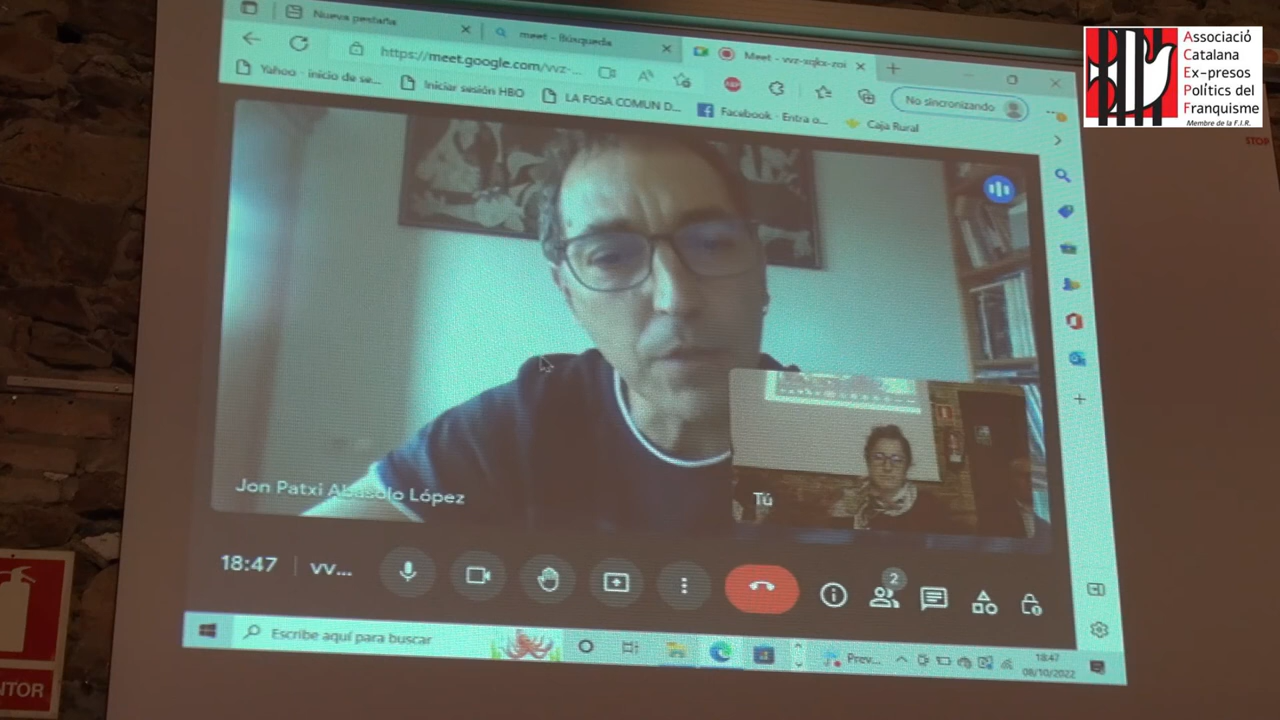 Nueva pestaña
meet - Búsqueda
Meet - vvz-xqkx-zoi
https://meet.google.com/vvz-...
No sincronizando
Yahoo - inicio de se...
Iniciar sesión HBO
LA FOSA COMUN D...
Facebook - Entra o...
Caja Rural
Associació
Catalana
Ex-presos
Polítics del
Franquisme
Membre de la F.I.R.
STOP
Jon Patxi Abasolo López
Tú
18:47
vv...
2
Escribe aquí para buscar
Prev...
18:47
08/10/2022
NTOR